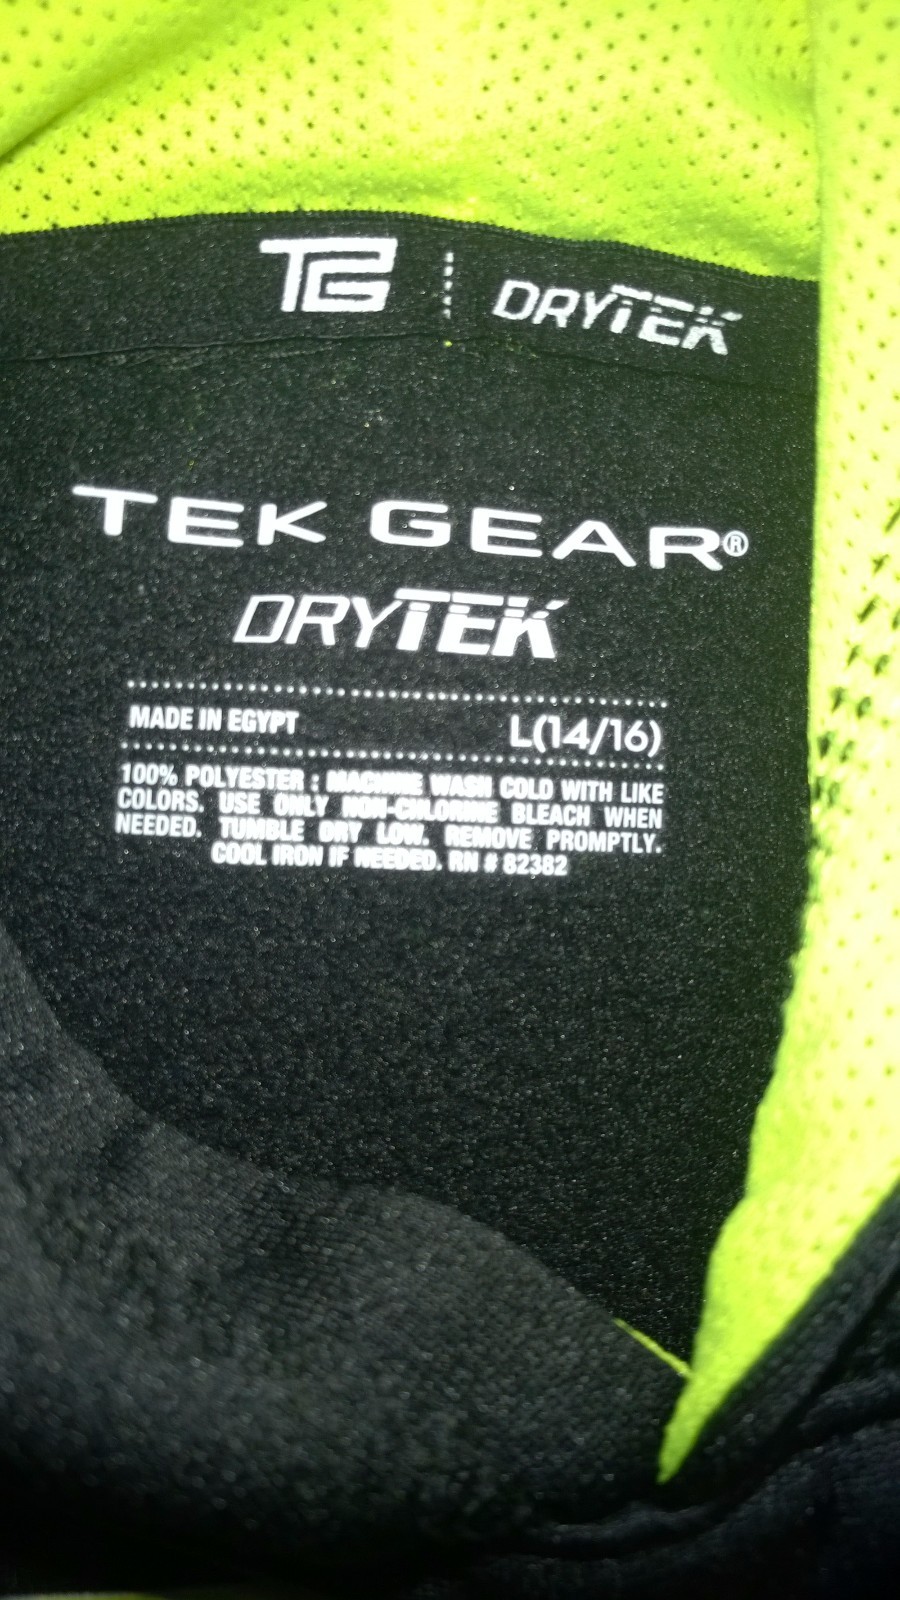 TG DRYTEK
TEK GEAR®
DRYTEK
MADE IN EGYPT L(14/16)
100% POLYESTER : MACHINE WASH COLD WITH LIKE
COLORS. USE ONLY NON-CHLORINE BLEACH WHEN
NEEDED. TUMBLE DRY LOW. REMOVE PROMPTLY.
COOL IRON IF NEEDED. RN # 82382